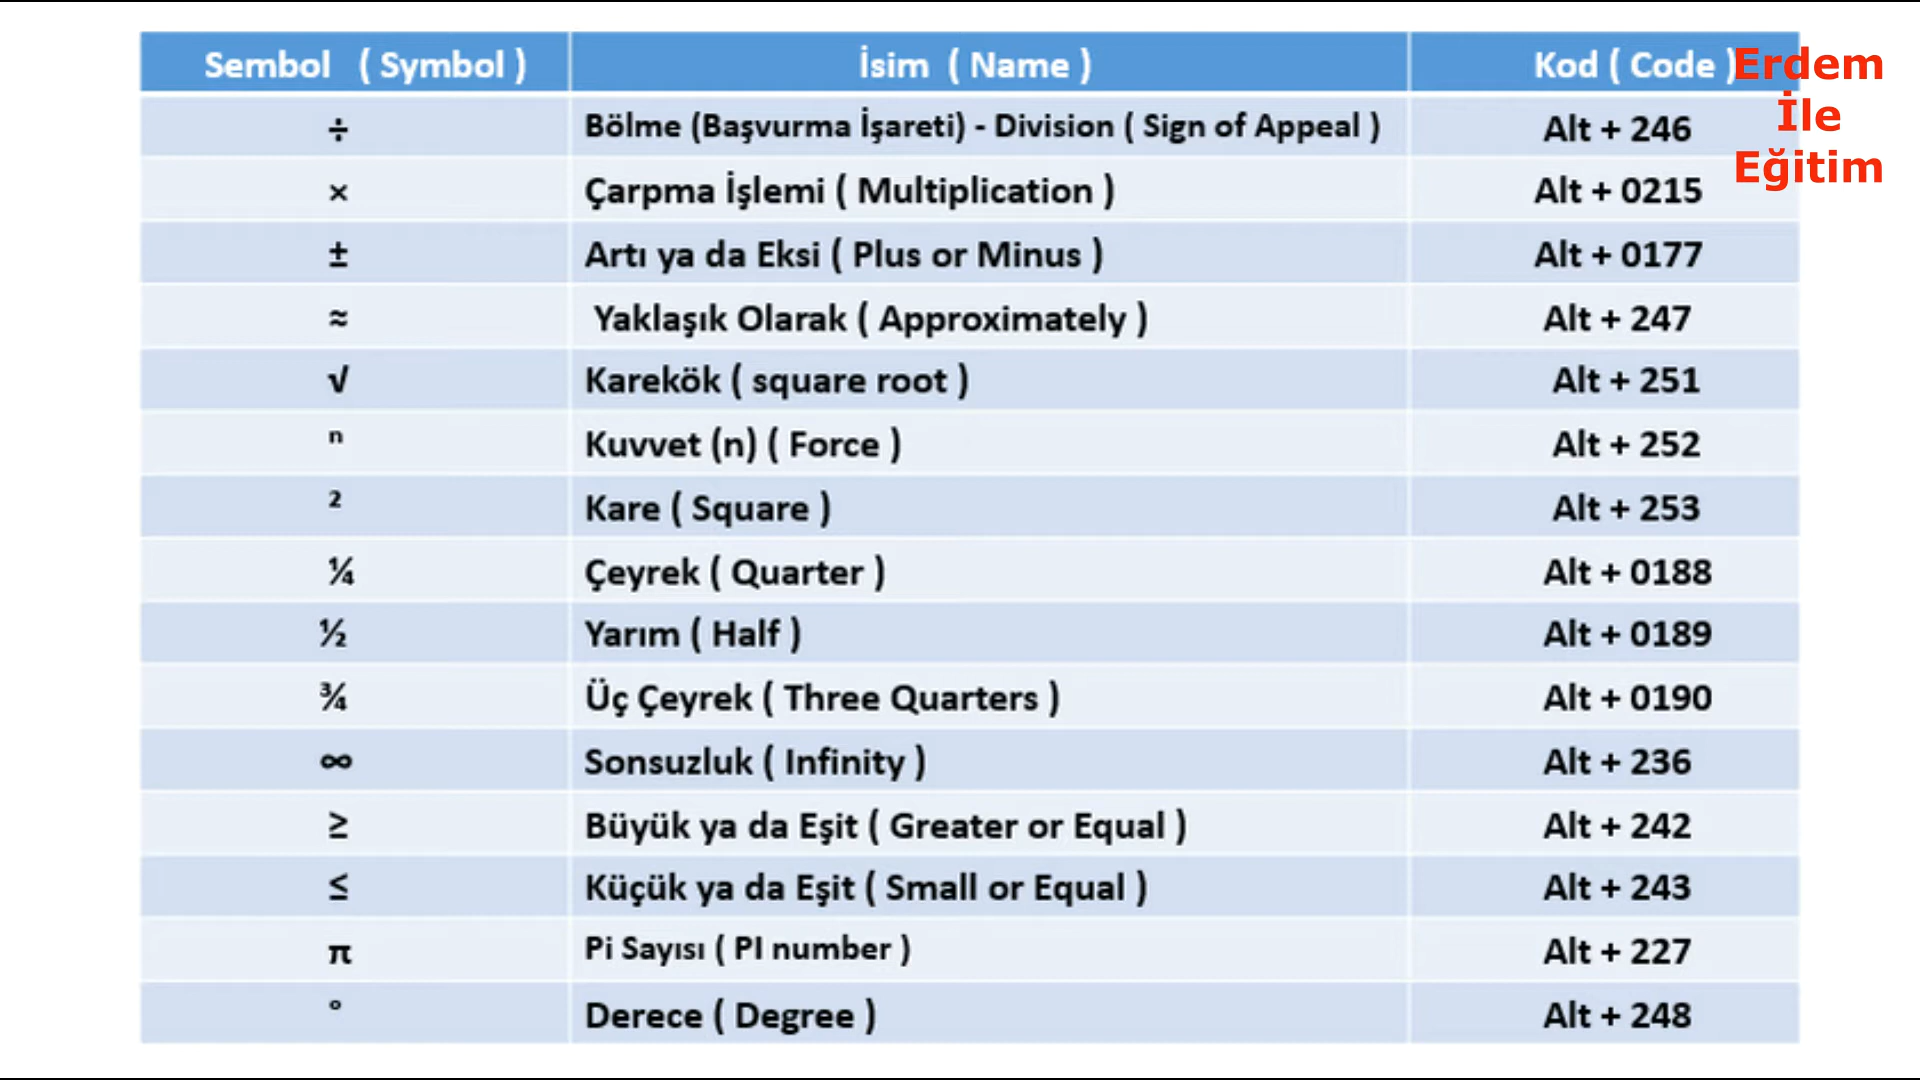 Sembol ( Symbol ) İsim ( Name ) Kod ( Code )
÷ Bölme (Başvurma İşareti) - Division ( Sign of Appeal ) Alt + 246
× Çarpma İşlemi ( Multiplication ) Alt + 0215
± Artı ya da Eksi ( Plus or Minus ) Alt + 0177
≈ Yaklaşık Olarak ( Approximately ) Alt + 247
√ Karekök ( square root ) Alt + 251
ⁿ Kuvvet (n) ( Force ) Alt + 252
² Kare ( Square ) Alt + 253
¼ Çeyrek ( Quarter ) Alt + 0188
½ Yarım ( Half ) Alt + 0189
¾ Üç Çeyrek ( Three Quarters ) Alt + 0190
∞ Sonsuzluk ( Infinity ) Alt + 236
≥ Büyük ya da Eşit ( Greater or Equal ) Alt + 242
≤ Küçük ya da Eşit ( Small or Equal ) Alt + 243
π Pi Sayısı ( PI number ) Alt + 227
° Derece ( Degree ) Alt + 248
Erdem
İle
Eğitim